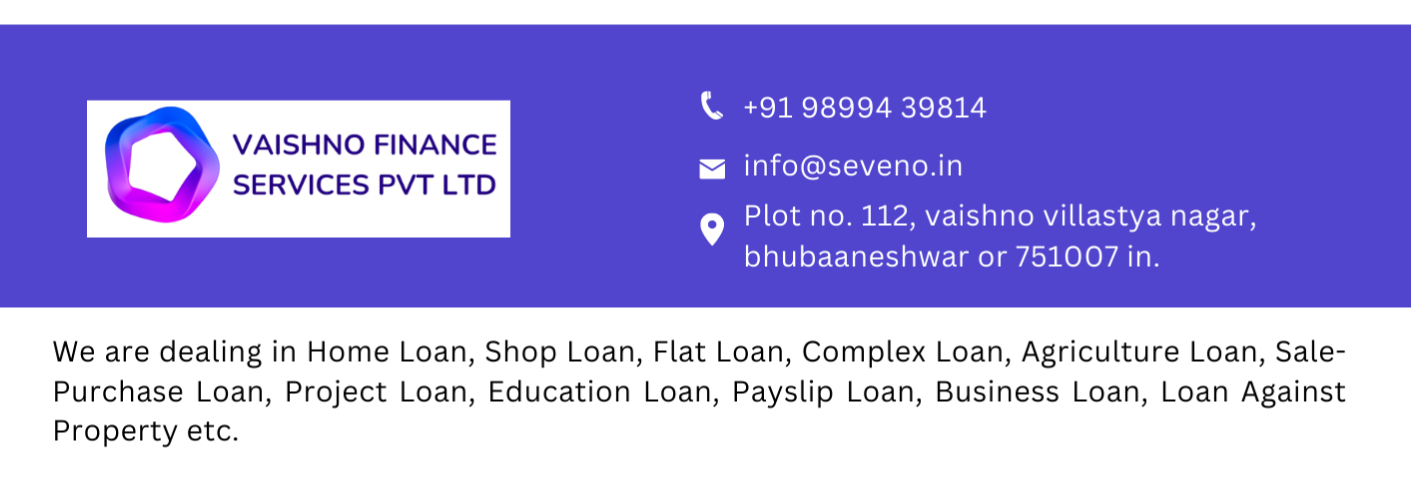 VAISHNO FINANCE
SERVICES PVT LTD
+91 98994 39814
info@seveno.in
Plot no. 112, vaishno villastya nagar,
bhubaaneshwar or 751007 in.
We are dealing in Home Loan, Shop Loan, Flat Loan, Complex Loan, Agriculture Loan, Sale-
Purchase Loan, Project Loan, Education Loan, Payslip Loan, Business Loan, Loan Against
Property etc.